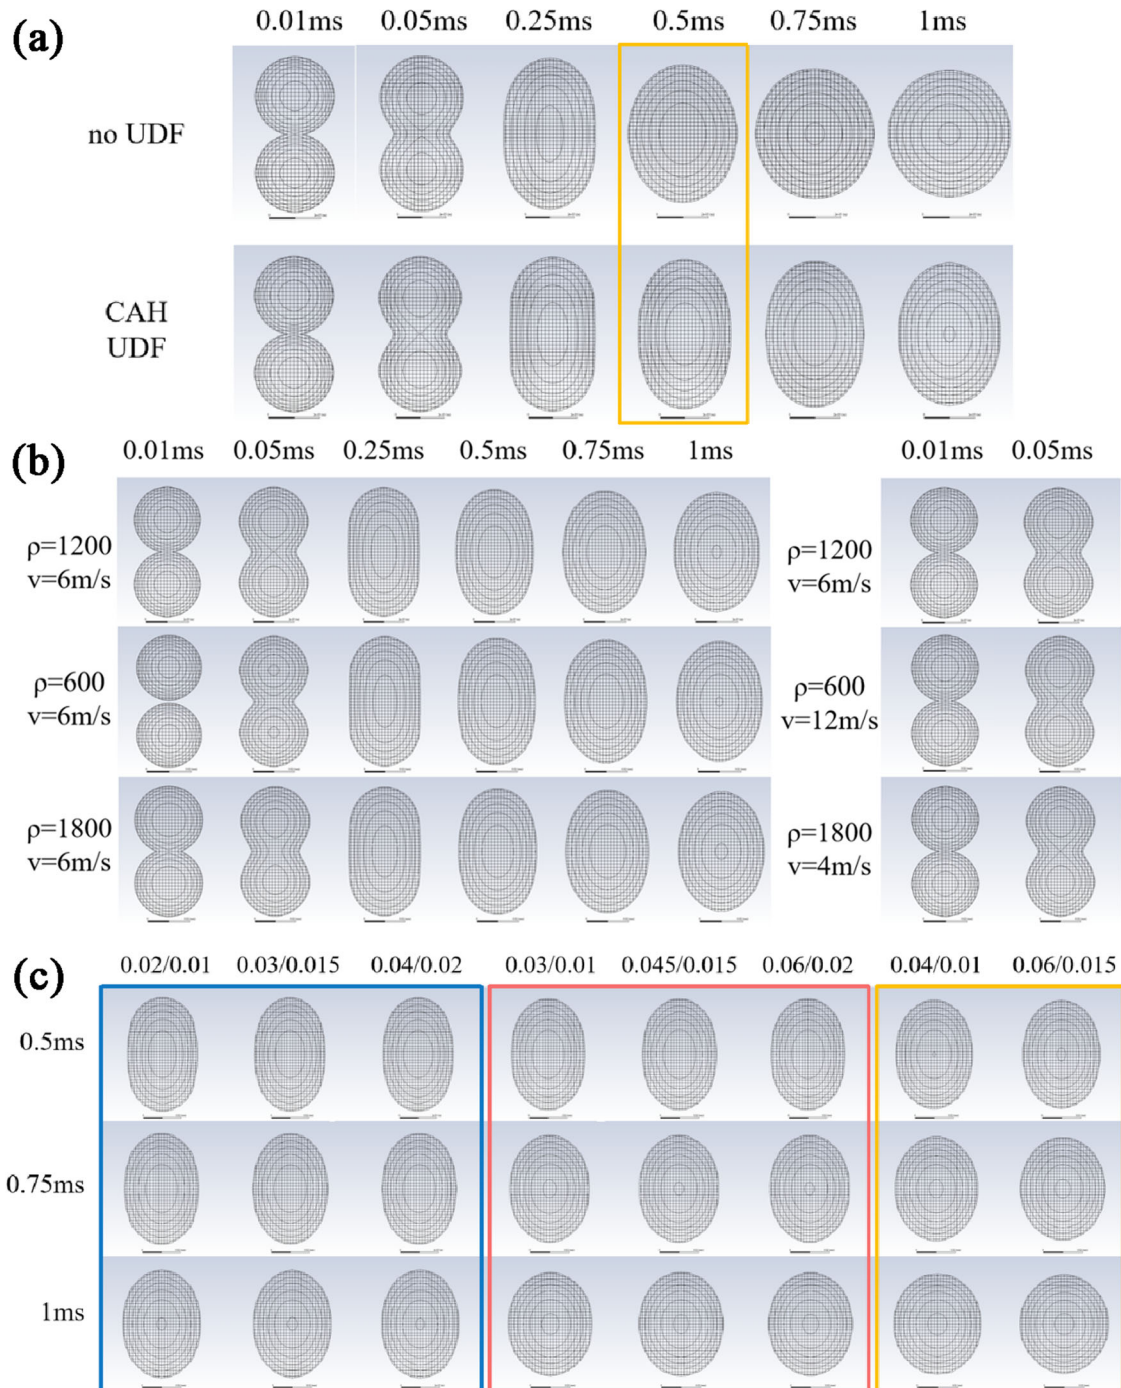 (a)
0.01ms 0.05ms 0.25ms 0.5ms 0.75ms 1ms
no UDF
CAH
UDF
(b)
0.01ms 0.05ms 0.25ms 0.5ms 0.75ms 1ms
0.01ms 0.05ms
ρ=1200
v=6m/s
ρ=1200
v=6m/s
ρ=600
v=6m/s
ρ=600
v=12m/s
ρ=1800
v=6m/s
ρ=1800
v=4m/s
(c)
0.02/0.01 0.03/0.015 0.04/0.02 0.03/0.01 0.045/0.015 0.06/0.02 0.04/0.01 0.06/0.015
0.5ms
0.75ms
1ms